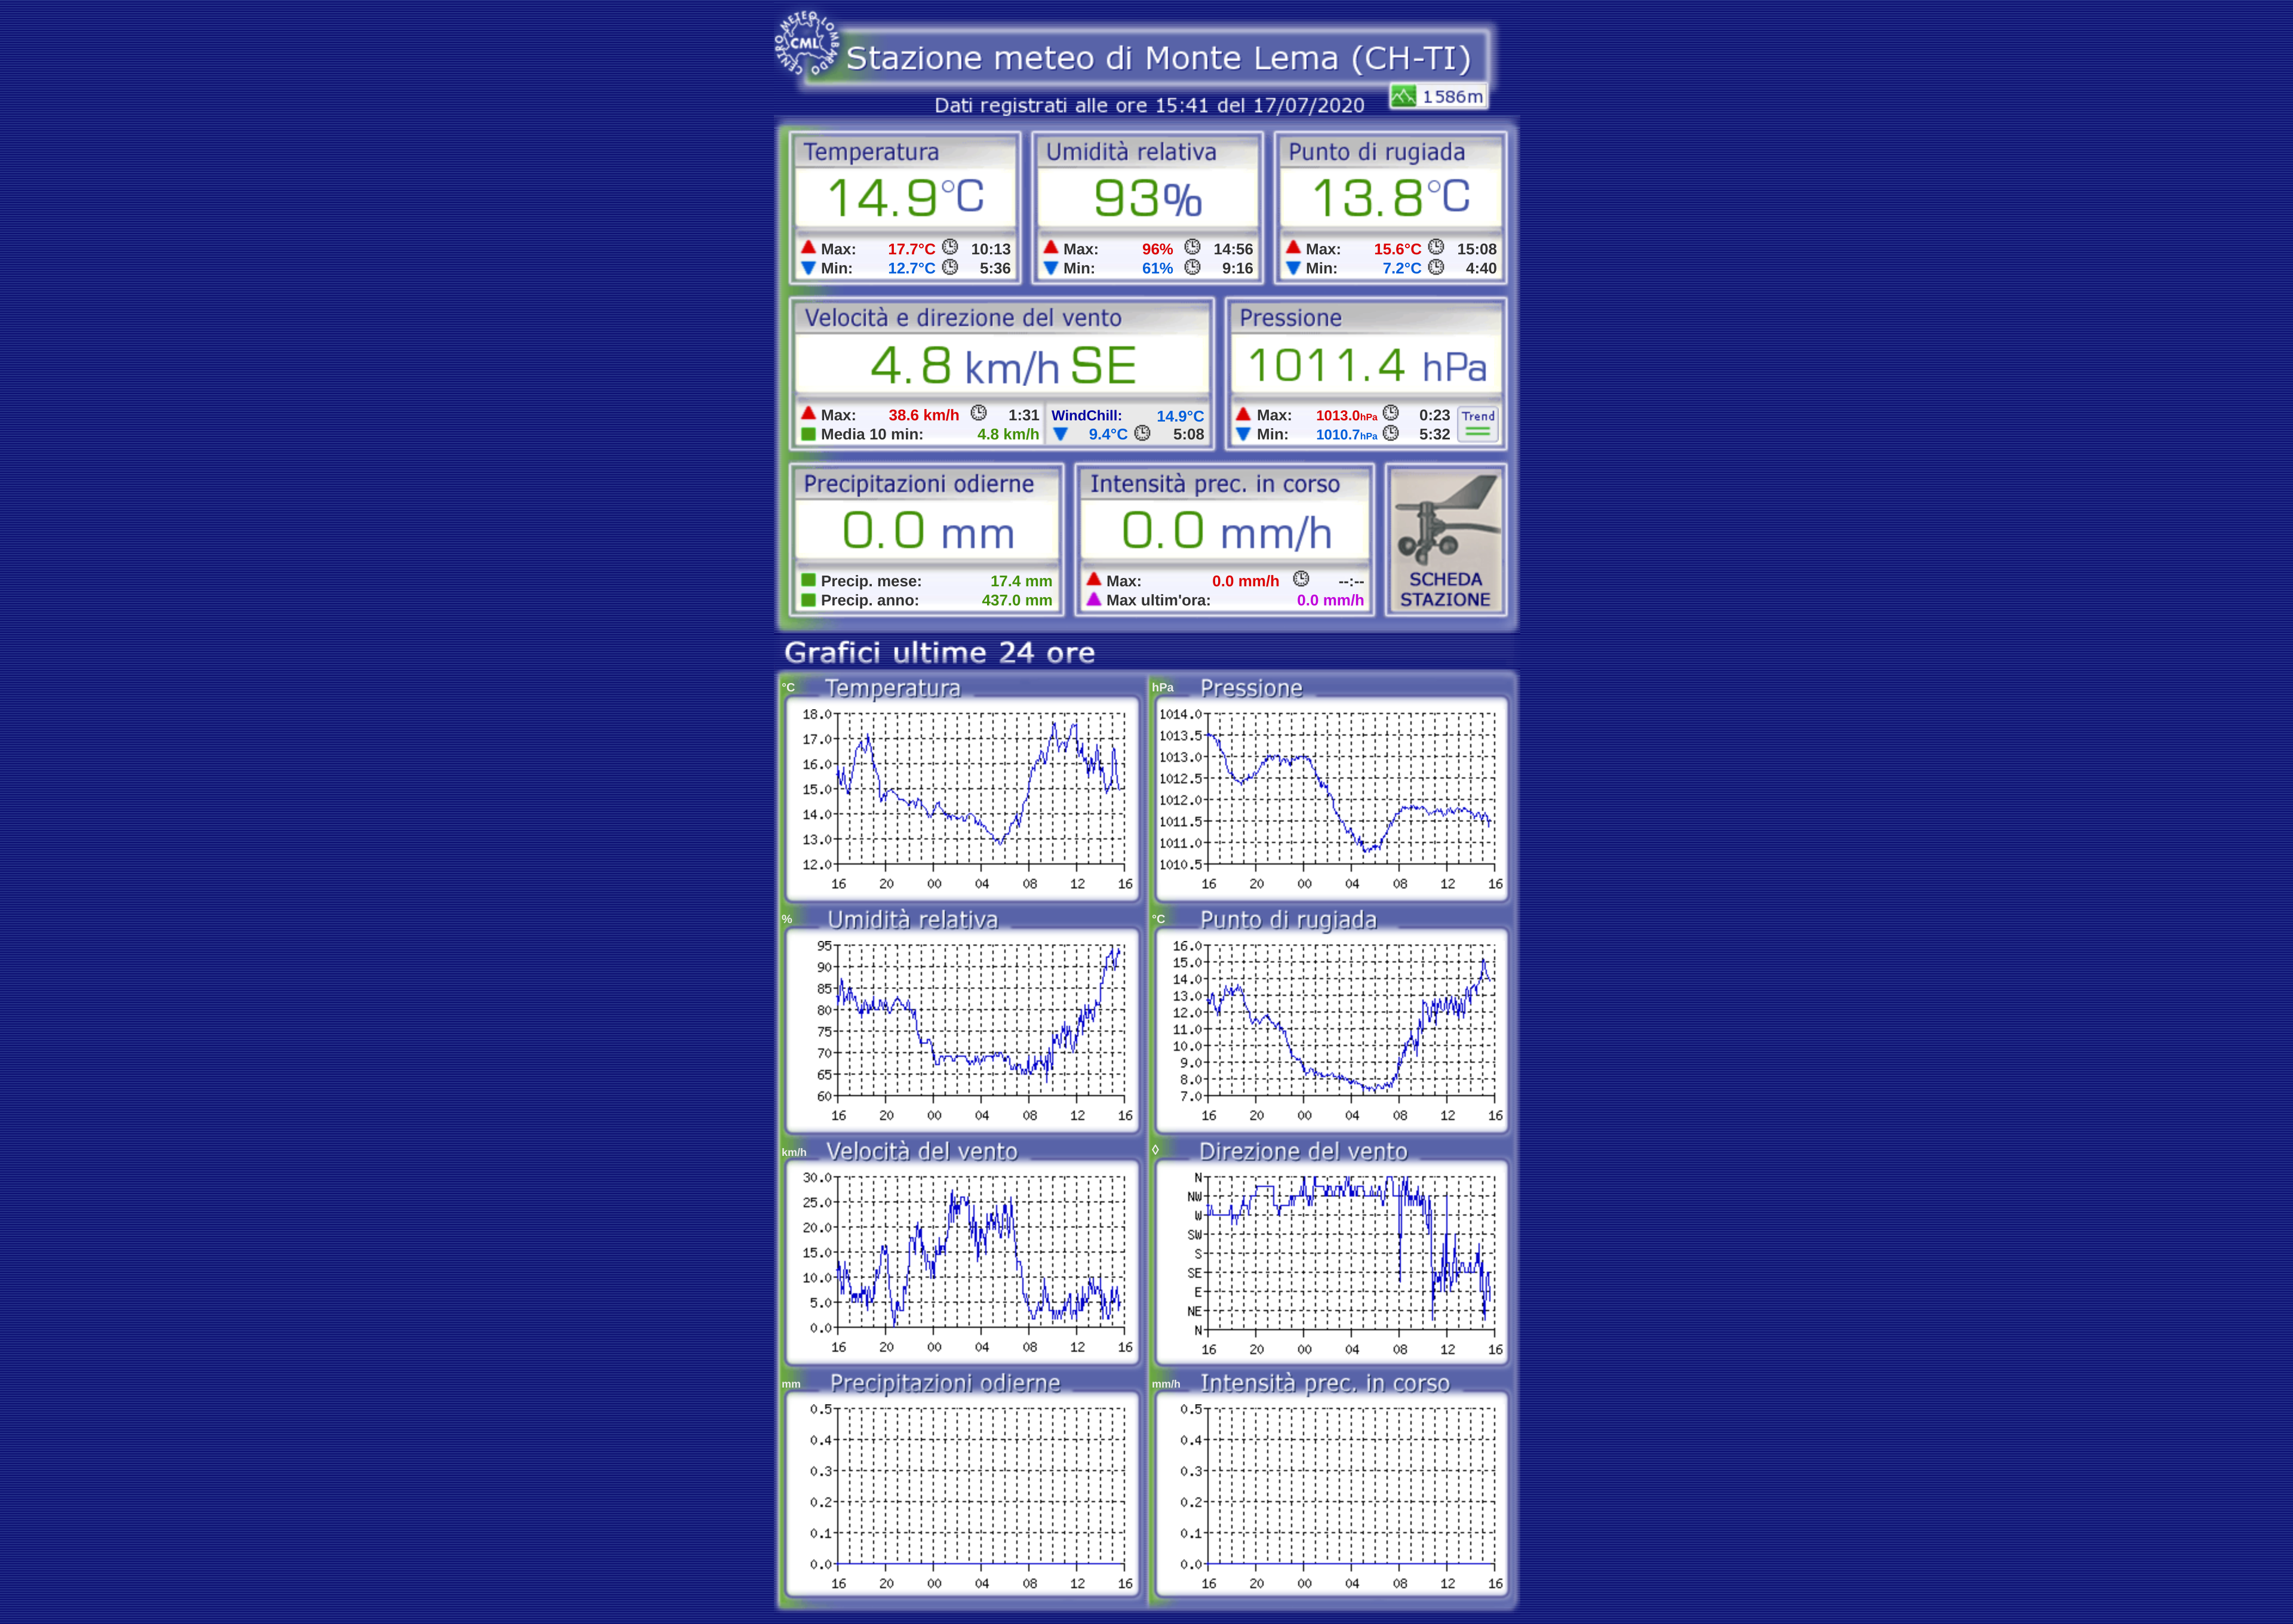 CENTRO METEO LOMBARDO
CML
Stazione meteo di Monte Lema (CH-TI)
Dati registrati alle ore 15:41 del 17/07/2020
1586m
Temperatura
14.9°C
Max: 17.7°C 10:13
Min: 12.7°C 5:36
Umidità relativa
93%
Max: 96% 14:56
Min: 61% 9:16
Punto di rugiada
13.8°C
Max: 15.6°C 15:08
Min: 7.2°C 4:40
Velocità e direzione del vento
4.8 km/h SE
Max: 38.6 km/h 1:31
Media 10 min: 4.8 km/h
WindChill: 14.9°C
9.4°C 5:08
Pressione
1011.4 hPa
Max: 1013.0hPa 0:23
Min: 1010.7hPa 5:32
Trend
Precipitazioni odierne
0.0 mm
Precip. mese: 17.4 mm
Precip. anno: 437.0 mm
Intensità prec. in corso
0.0 mm/h
Max: 0.0 mm/h --:--
Max ultim'ora: 0.0 mm/h
SCHEDA
STAZIONE
Grafici ultime 24 ore
°C Temperatura
18.0
17.0
16.0
15.0
14.0
13.0
12.0
16 20 00 04 08 12 16
hPa Pressione
1014.0
1013.5
1013.0
1012.5
1012.0
1011.5
1011.0
1010.5
16 20 00 04 08 12 16
% Umidità relativa
95
90
85
80
75
70
65
60
16 20 00 04 08 12 16
°C Punto di rugiada
16.0
15.0
14.0
13.0
12.0
11.0
10.0
9.0
8.0
7.0
16 20 00 04 08 12 16
km/h Velocità del vento
30.0
25.0
20.0
15.0
10.0
5.0
0.0
16 20 00 04 08 12 16
◊ Direzione del vento
N
NW
W
SW
S
SE
E
NE
N
16 20 00 04 08 12 16
mm Precipitazioni odierne
0.5
0.4
0.3
0.2
0.1
0.0
16 20 00 04 08 12 16
mm/h Intensità prec. in corso
0.5
0.4
0.3
0.2
0.1
0.0
16 20 00 04 08 12 16